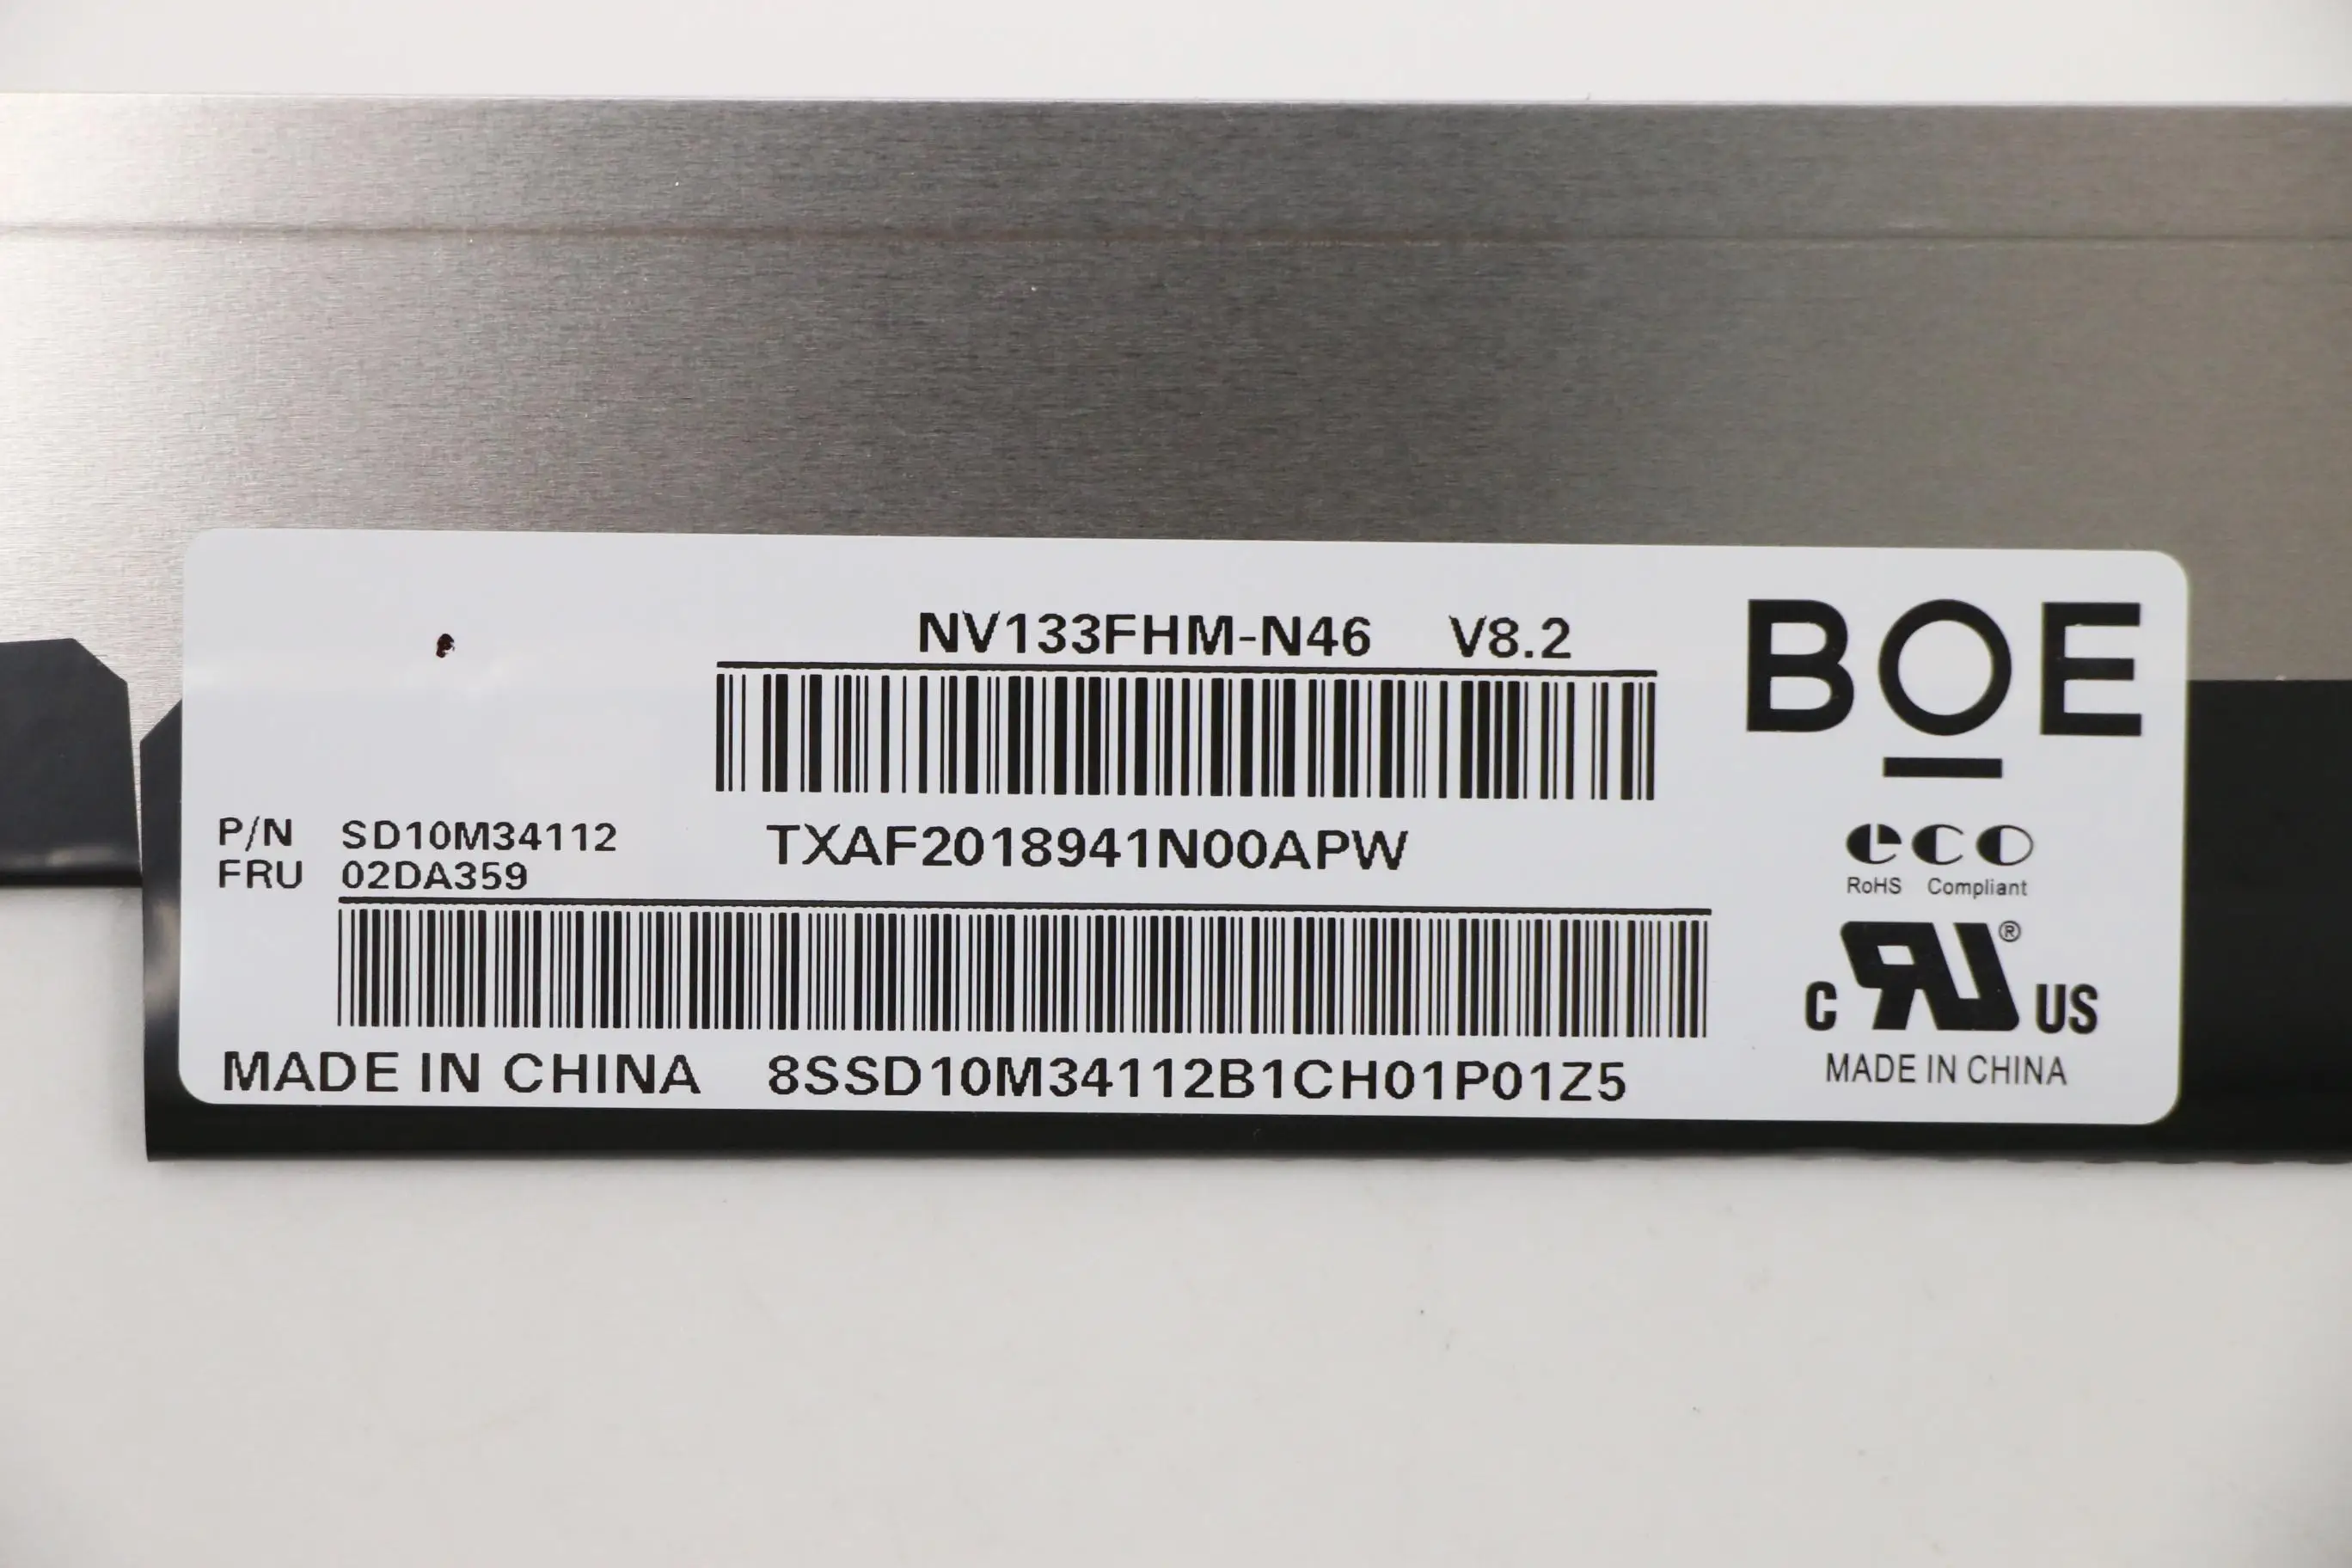 NV133FHM-N46 V8.2
BOE
P/N SD10M34112
FRU 02DA359
TXAF2018941N00APW
eco
RoHS Compliant
C RU® US
MADE IN CHINA 8SSD10M34112B1CH01P01Z5
MADE IN CHINA